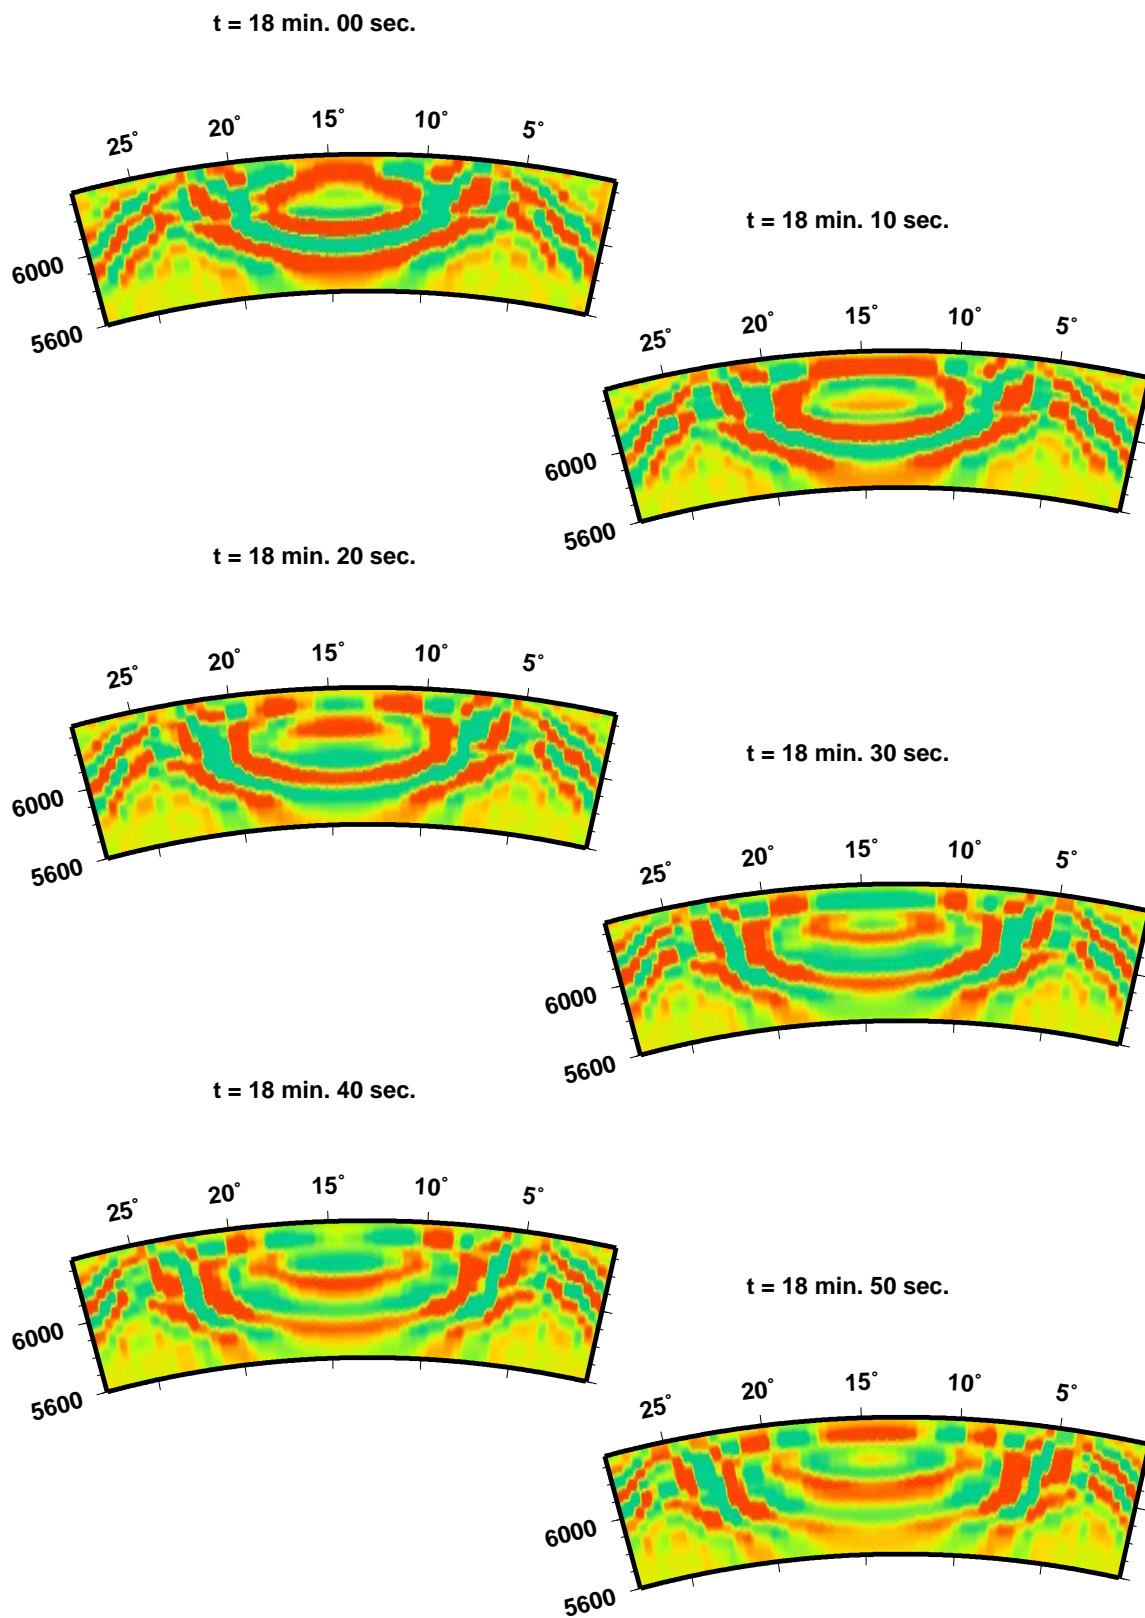 t = 18 min. 00 sec.
25° 20° 15° 10° 5°
6000
5600
t = 18 min. 10 sec.
25° 20° 15° 10° 5°
6000
5600
t = 18 min. 20 sec.
25° 20° 15° 10° 5°
6000
5600
t = 18 min. 30 sec.
25° 20° 15° 10° 5°
6000
5600
t = 18 min. 40 sec.
25° 20° 15° 10° 5°
6000
5600
t = 18 min. 50 sec.
25° 20° 15° 10° 5°
6000
5600